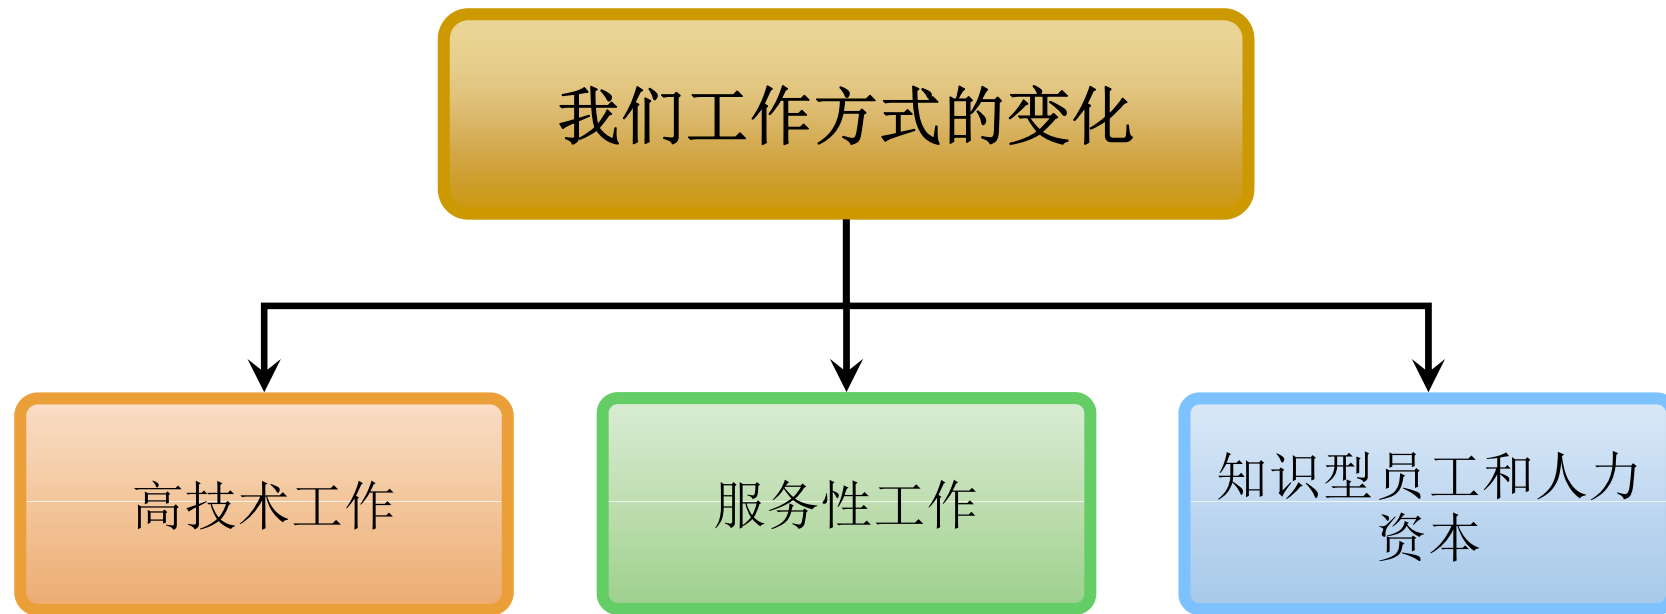 我们工作方式的变化
高技术工作
服务性工作
知识型员工和人力
资本